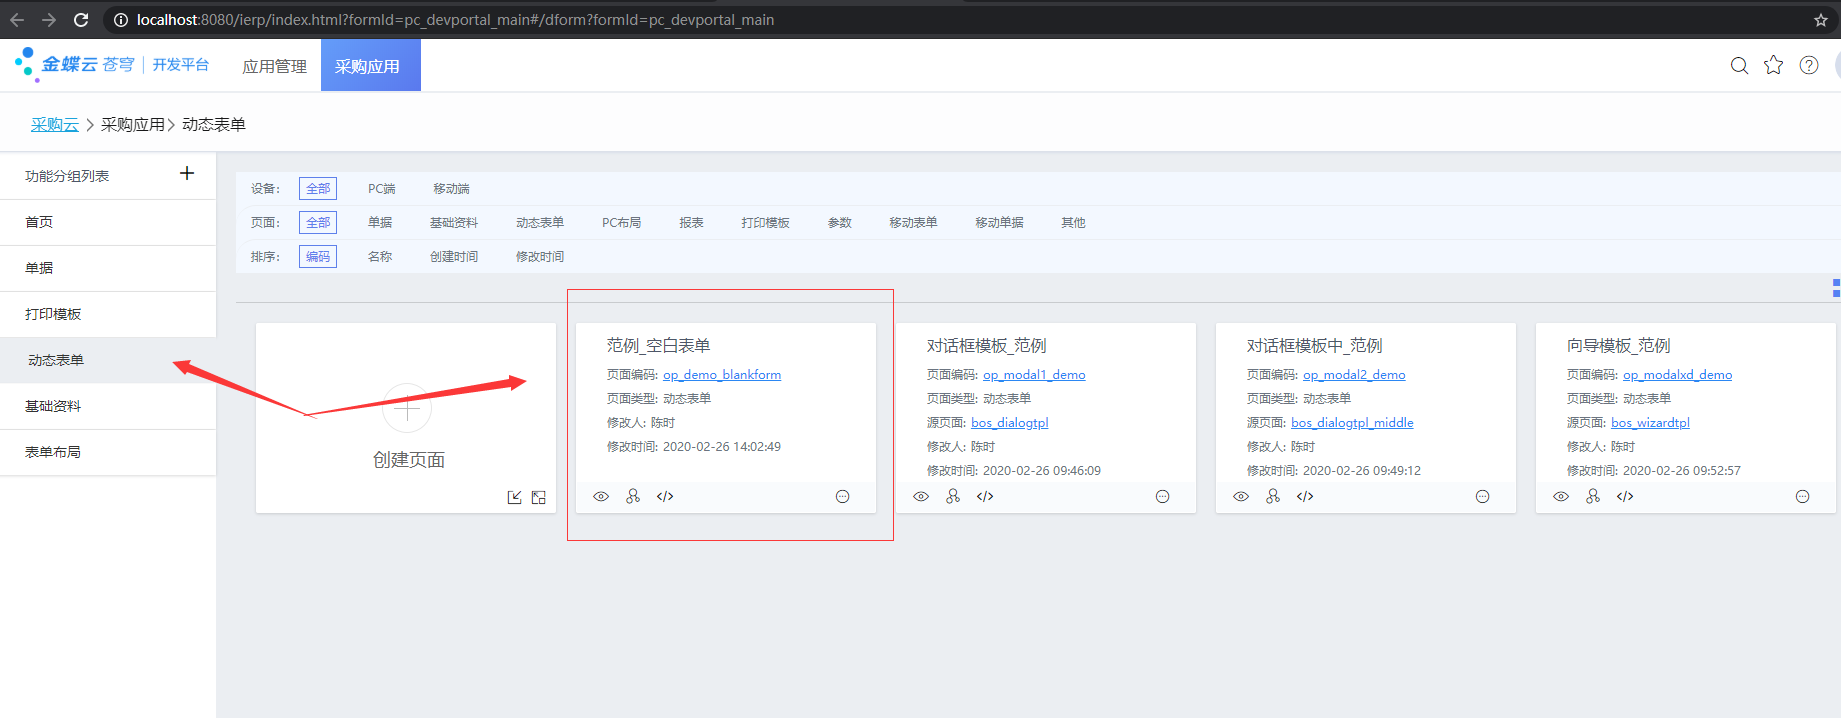 localhost:8080/ierp/index.html?formId=pc_devportal_main#/dform?formId=pc_devportal_main
金蝶云 苍穹 | 开发平台 应用管理 采购应用
采购云 > 采购应用 > 动态表单
功能分组列表 +
首页
单据
打印模板
动态表单
基础资料
表单布局
设备: 全部 PC端 移动端
页面: 全部 单据 基础资料 动态表单 PC布局 报表 打印模板 参数 移动表单 移动单据 其他
排序: 编码 名称 创建时间 修改时间
创建页面
范例_空白表单
页面编码: op_demo_blankform
页面类型: 动态表单
修改人: 陈时
修改时间: 2020-02-26 14:02:49
对话框模板_范例
页面编码: op_modal1_demo
页面类型: 动态表单
源页面: bos_dialogtpl
修改人: 陈时
修改时间: 2020-02-26 09:46:09
对话框模板中_范例
页面编码: op_modal2_demo
页面类型: 动态表单
源页面: bos_dialogtpl_middle
修改人: 陈时
修改时间: 2020-02-26 09:49:12
向导模板_范例
页面编码: op_modalxd_demo
页面类型: 动态表单
源页面: bos_wizardtpl
修改人: 陈时
修改时间: 2020-02-26 09:52:57